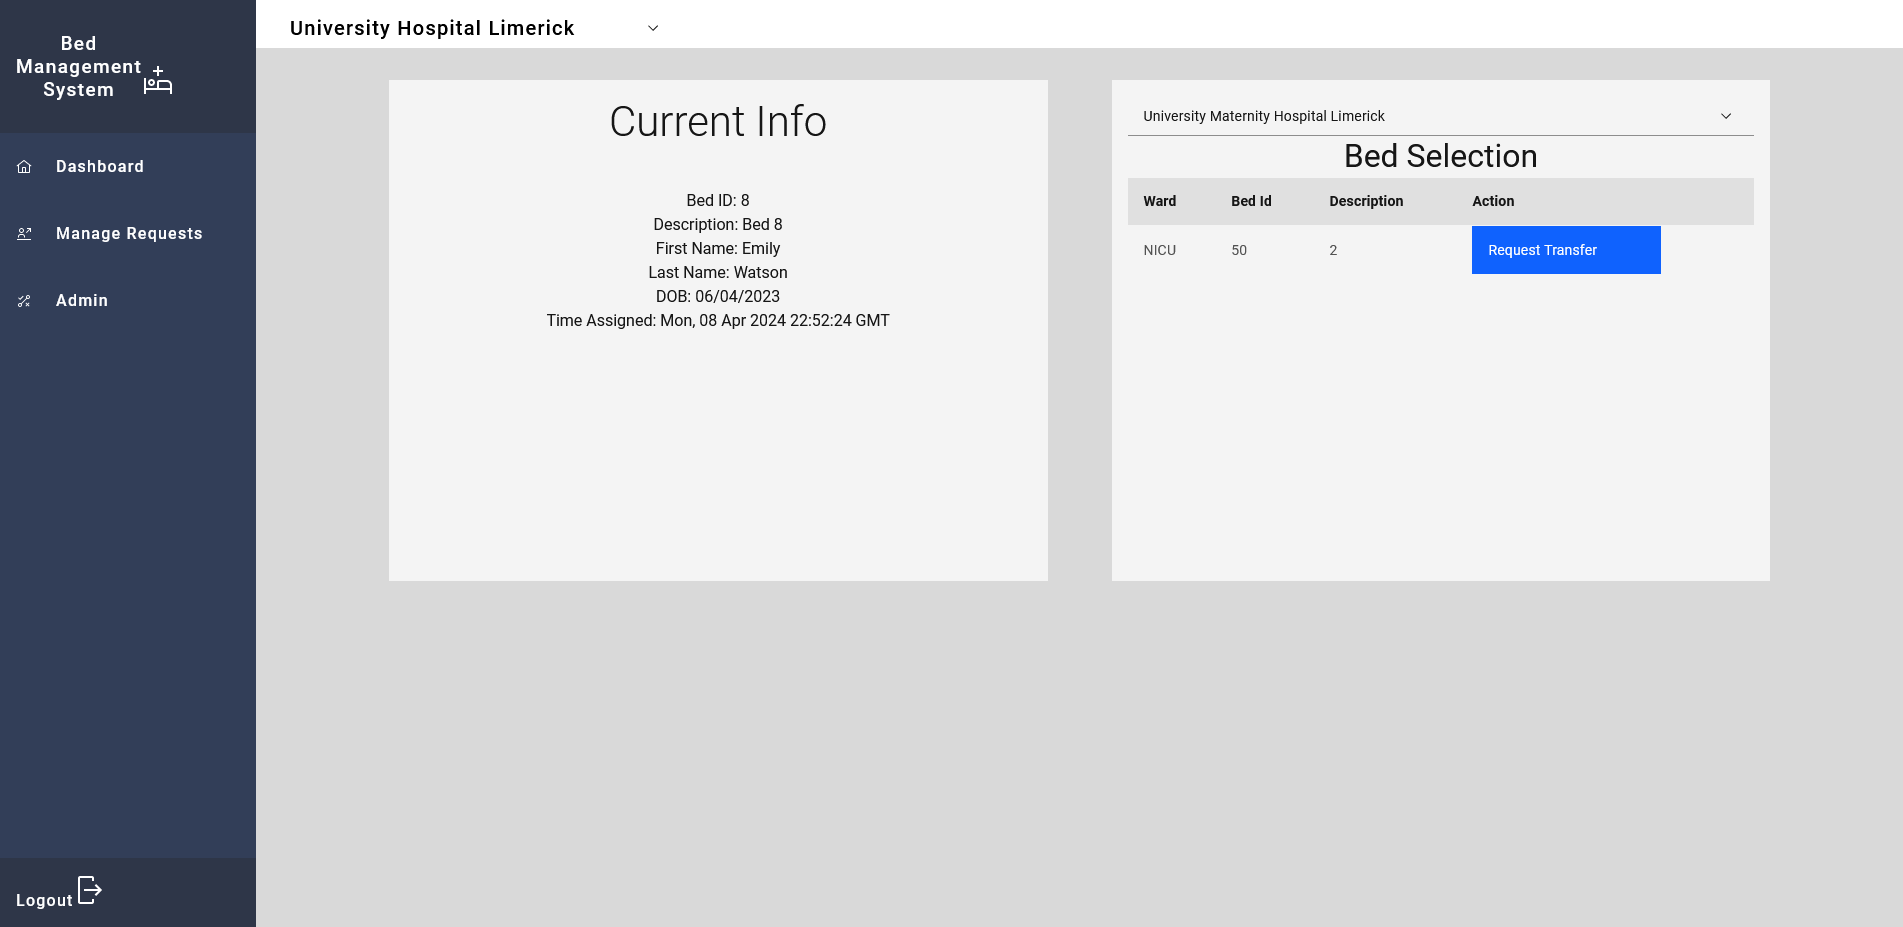 Bed
Management
System
Dashboard
Manage Requests
Admin
Logout
University Hospital Limerick
Current Info
Bed ID: 8
Description: Bed 8
First Name: Emily
Last Name: Watson
DOB: 06/04/2023
Time Assigned: Mon, 08 Apr 2024 22:52:24 GMT
University Maternity Hospital Limerick
Bed Selection
Ward Bed Id Description Action
NICU 50 2 Request Transfer